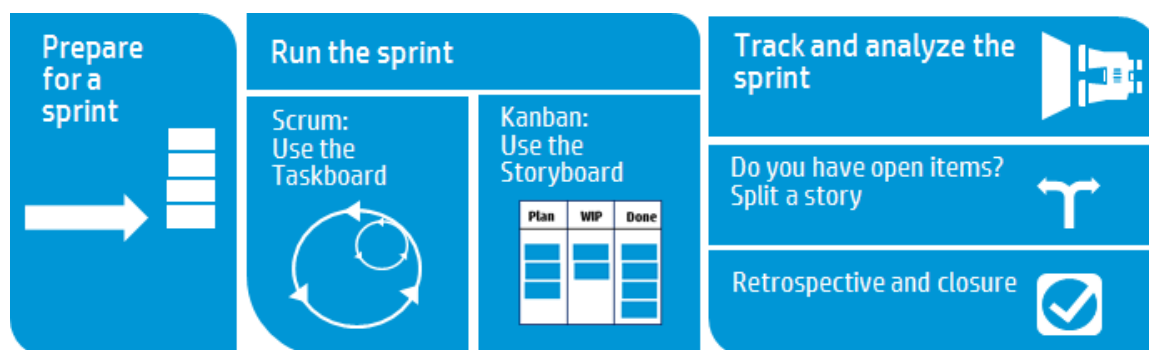 Prepare
for a
sprint
Run the sprint
Scrum:
Use the
Taskboard
Kanban:
Use the
Storyboard
Plan WIP Done
Track and analyze the
sprint
Do you have open items?
Split a story
Retrospective and closure